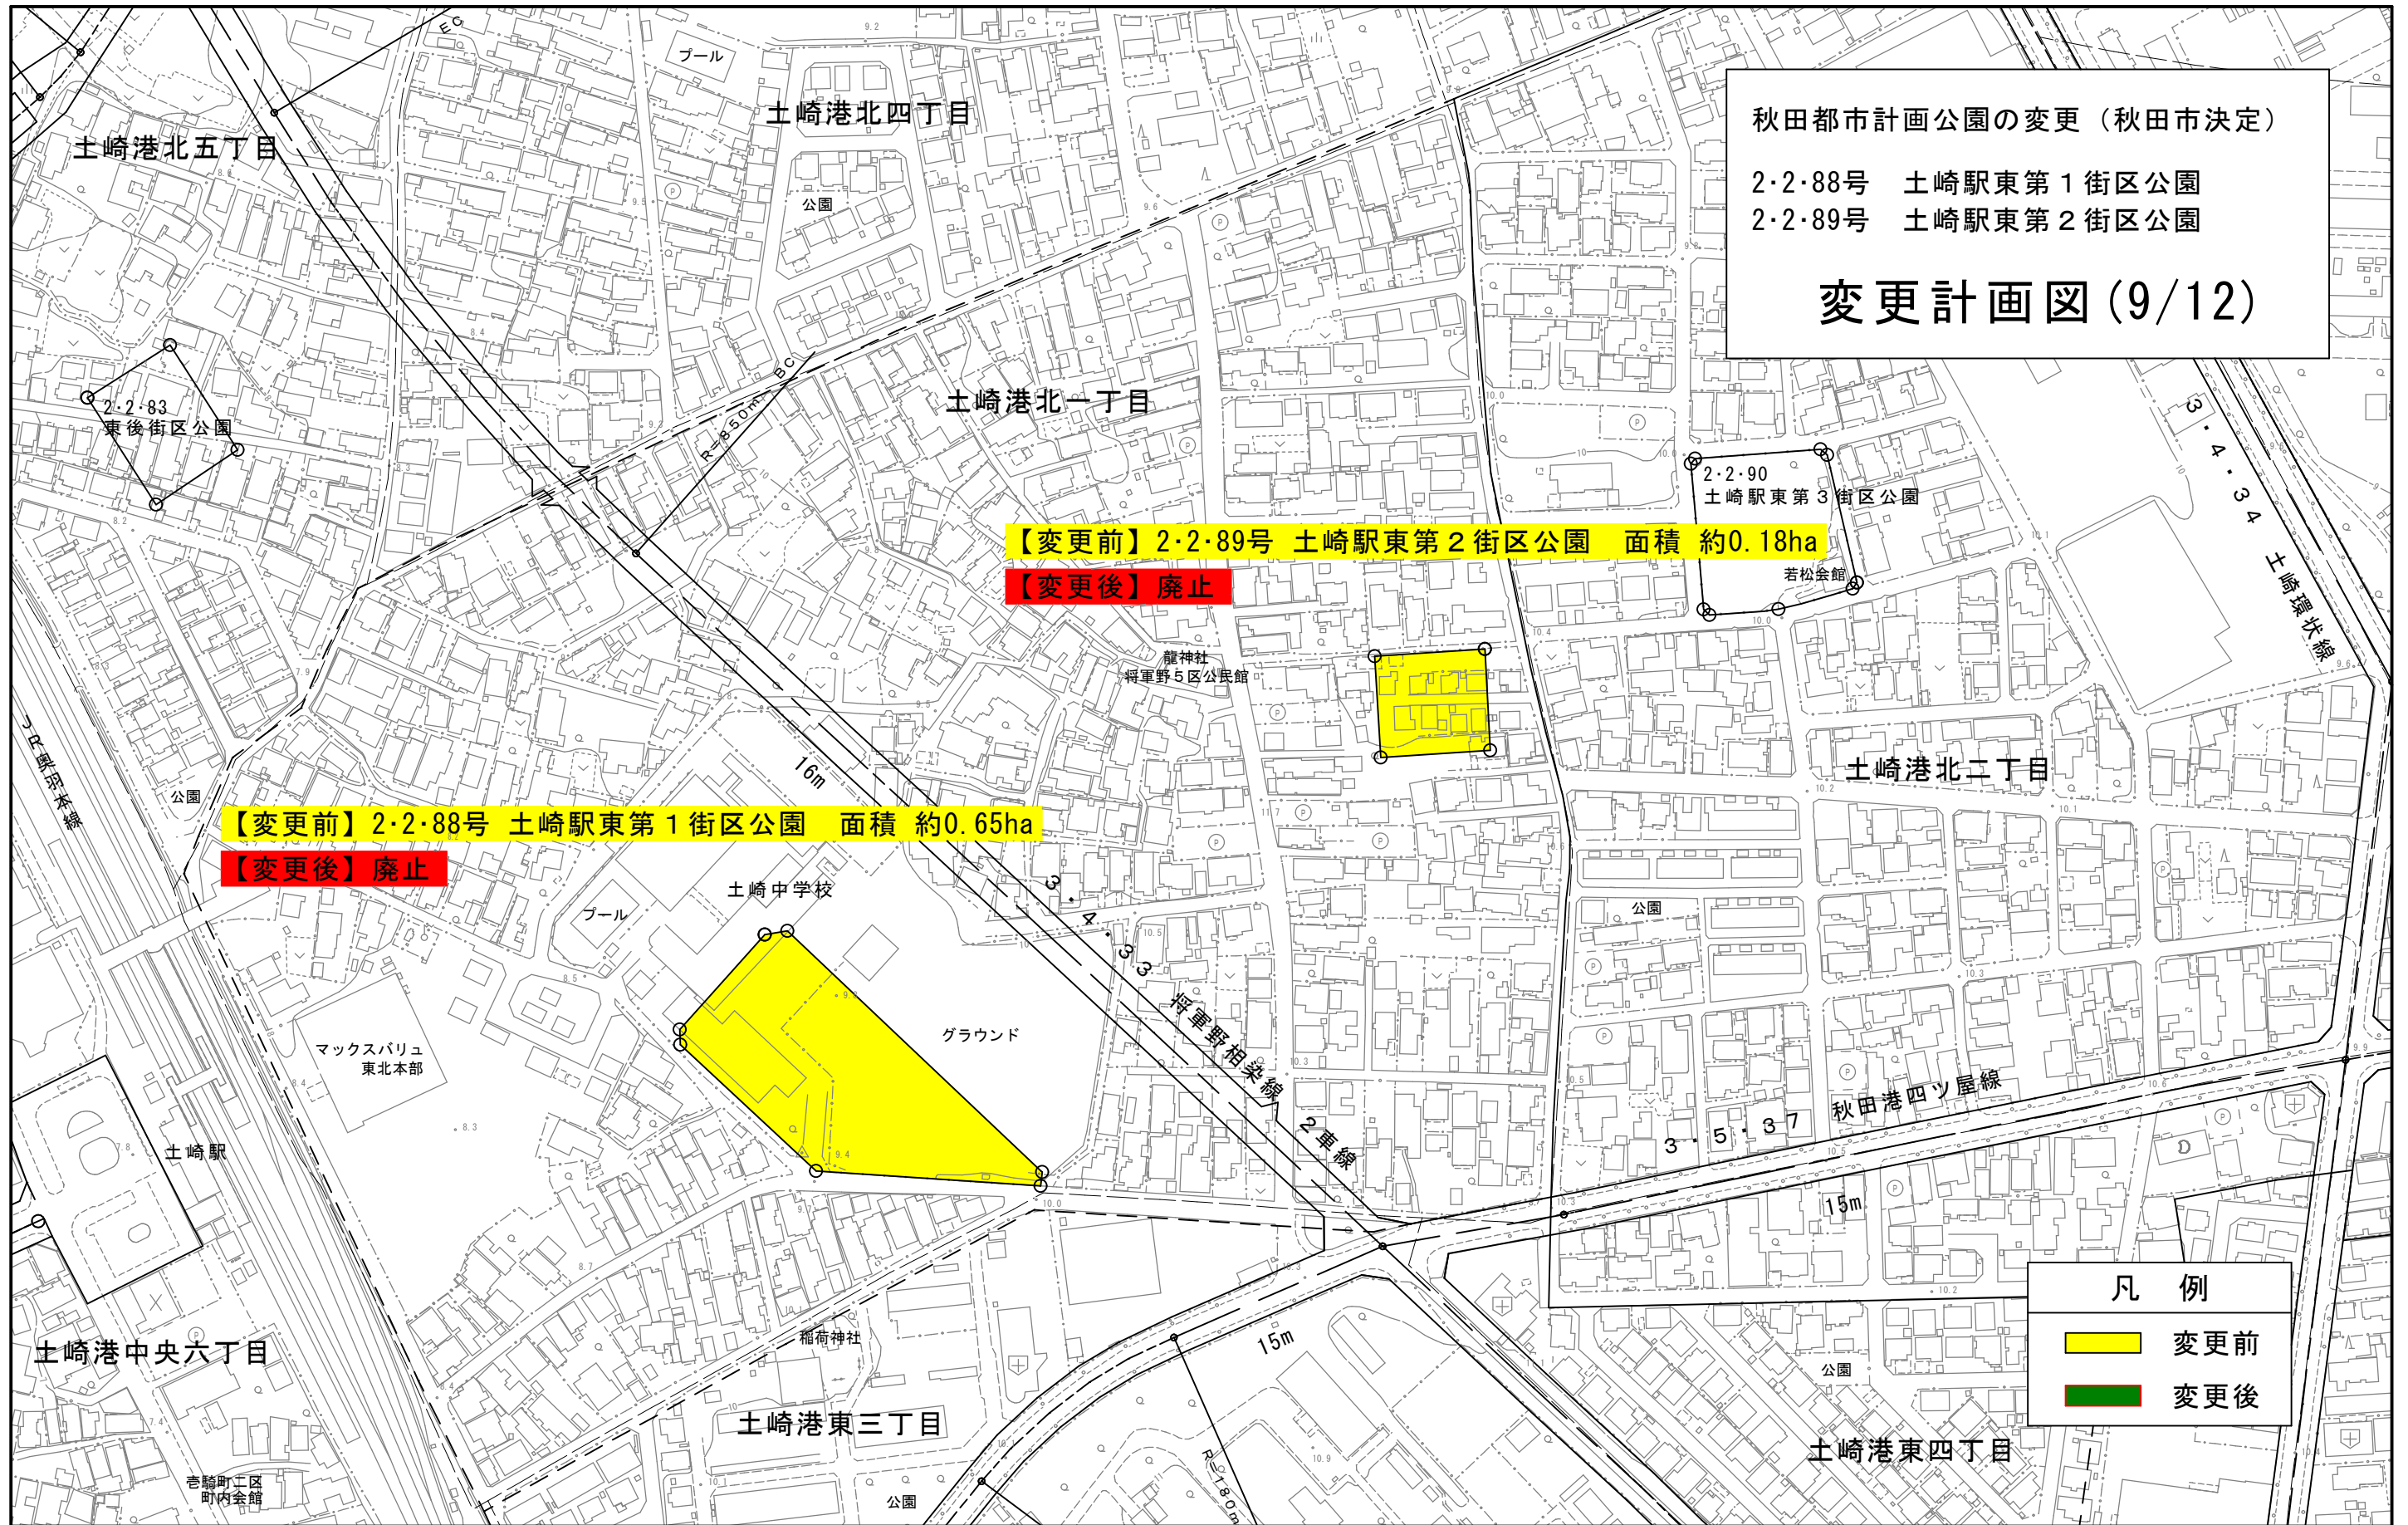 秋田都市計画公園の変更（秋田市決定）
2・2・88号　土崎駅東第１街区公園
2・2・89号　土崎駅東第２街区公園
変更計画図(9/12)
プール
土崎港北四丁目
土崎港北五丁目
公園
EC
BC
R=850m
土崎港北一丁目
2・2・83
東後街区公園
2・2・90
土崎駅東第３街区公園
若松会館
3・4・34　土崎環状線
【変更前】2・2・89号 土崎駅東第２街区公園　面積 約0.18ha
【変更後】廃止
龍神社
将軍野５区公民館
16m
土崎港北二丁目
JR奥羽本線
公園
【変更前】2・2・88号 土崎駅東第１街区公園　面積 約0.65ha
【変更後】廃止
土崎中学校
プール
公園
グラウンド
マックスバリュ
東北本部
3・4・33　将軍野相染線　２車線
3・5・37　秋田港四ツ屋線
15m
土崎駅
土崎港中央六丁目
稲荷神社
15m
土崎港東三丁目
公園
R=180m
壱騎町二区
町内会館
公園
土崎港東四丁目
凡　例
変更前
変更後